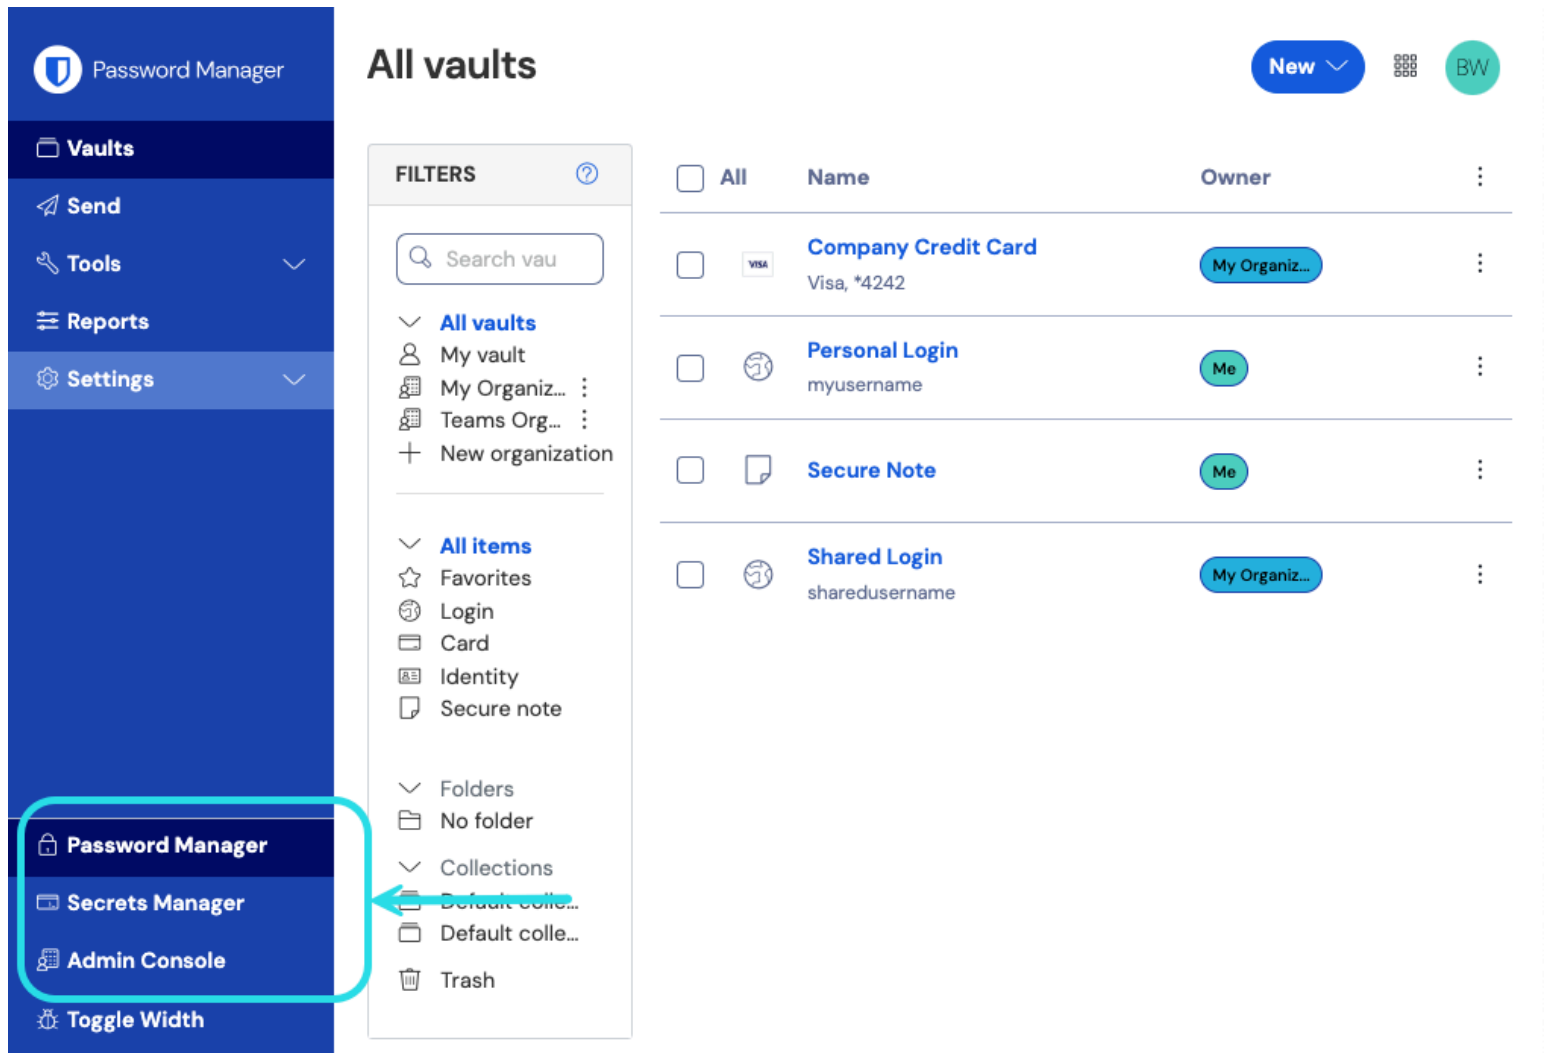 Password Manager
Vaults
Send
Tools
Reports
Settings
Password Manager
Secrets Manager
Admin Console
Toggle Width
All vaults
New
BW
FILTERS
?
Search vau
All vaults
My vault
My Organiz...
Teams Org...
New organization
All items
Favorites
Login
Card
Identity
Secure note
Folders
No folder
Collections
Default colle...
Default colle...
Trash
All Name Owner
VISA
Company Credit Card
Visa, *4242
My Organiz...
Personal Login
myusername
Me
Secure Note
Me
Shared Login
sharedusername
My Organiz...